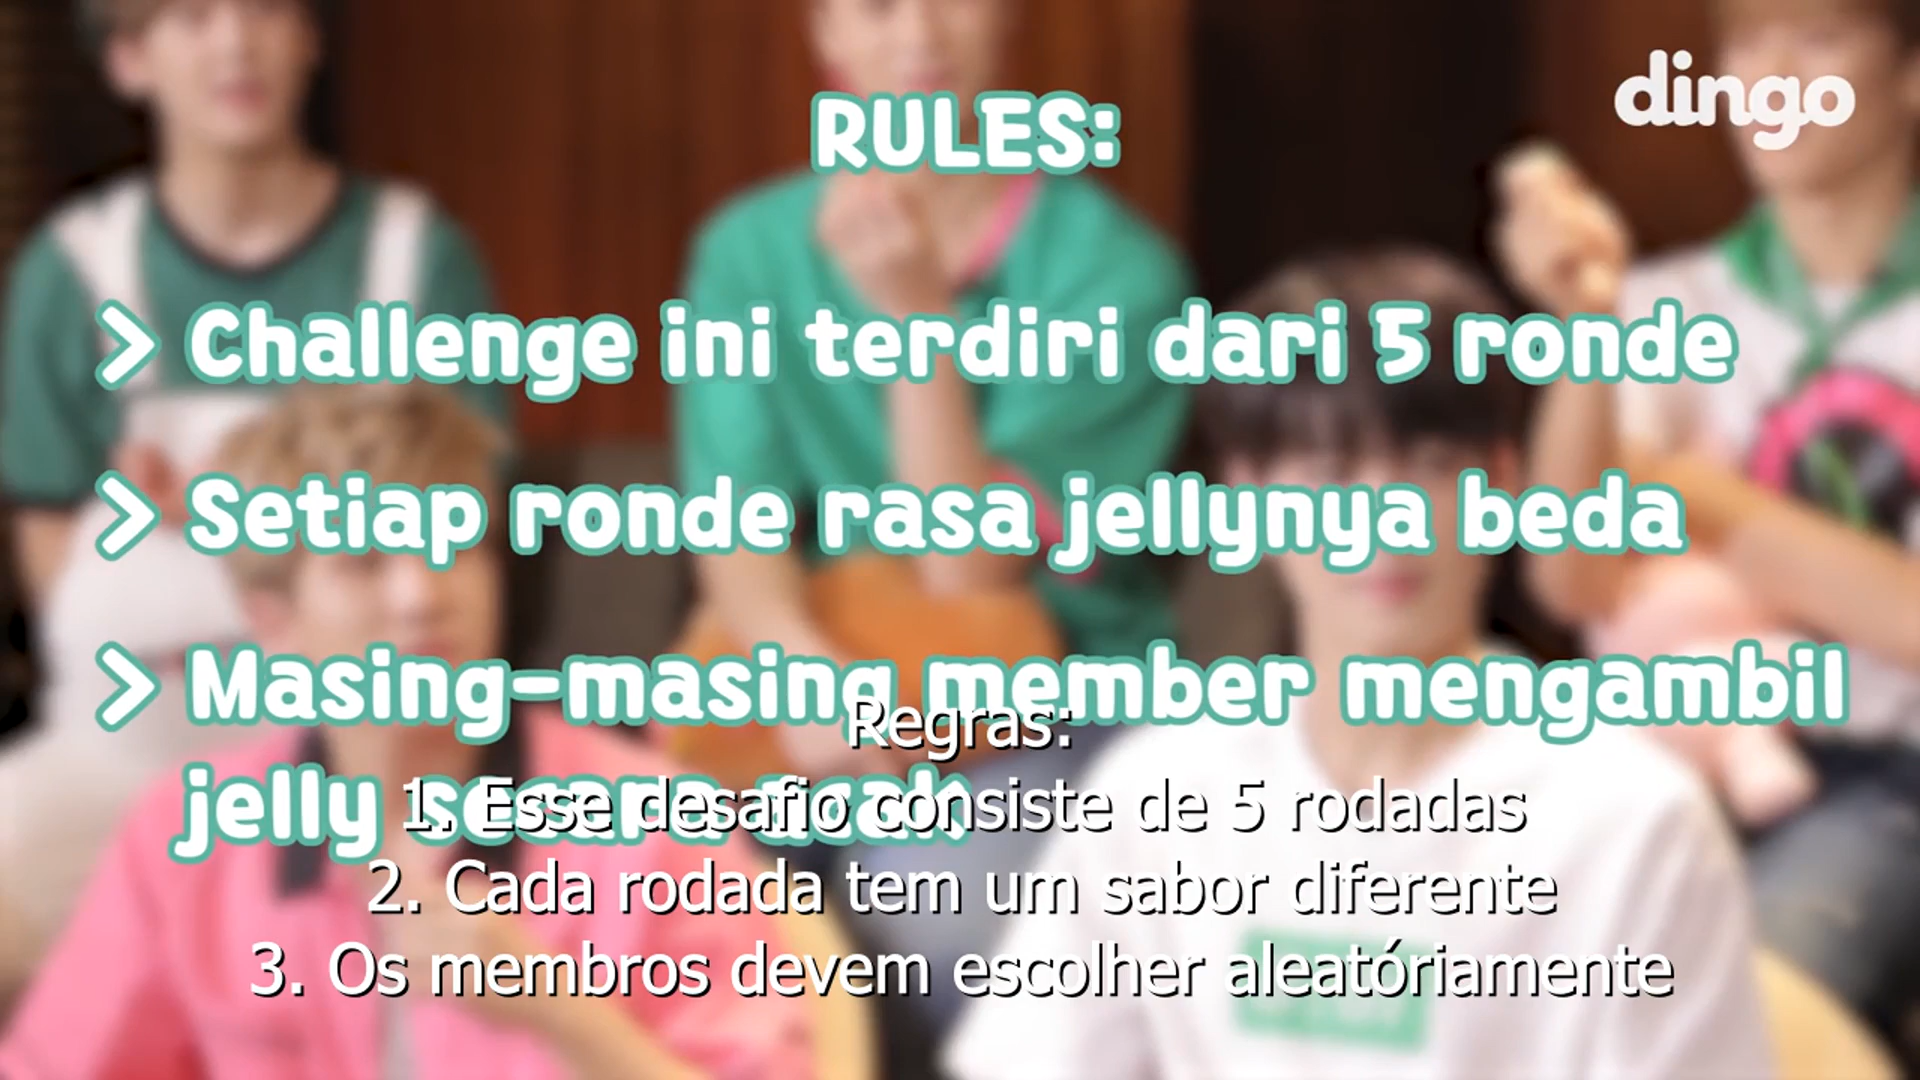 dingo
RULES:
> Challenge ini terdiri dari 5 ronde
> Setiap ronde rasa jellynya beda
> Masing-masing member mengambil
jelly secara acak
Regras:
1. Esse desafio consiste de 5 rodadas
2. Cada rodada tem um sabor diferente
3. Os membros devem escolher aleatóriamente